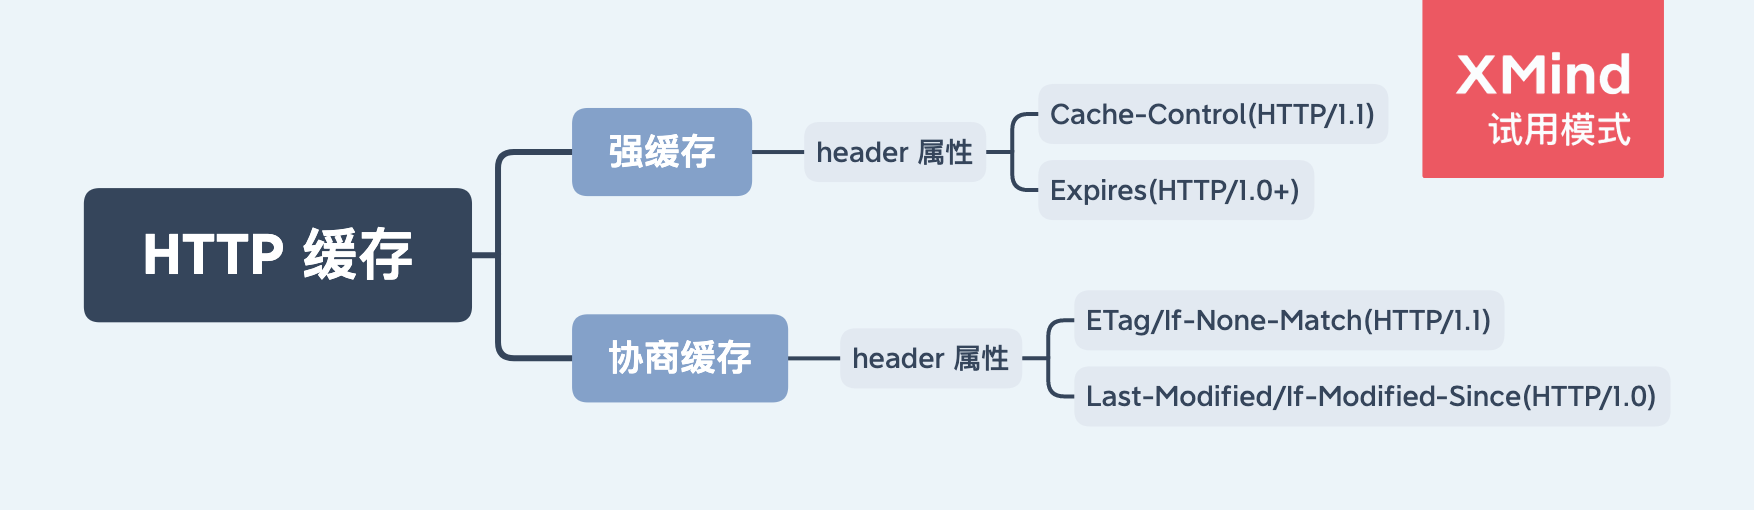 HTTP 缓存
强缓存
header 属性
Cache-Control(HTTP/1.1)
Expires(HTTP/1.0+)
协商缓存
header 属性
ETag/If-None-Match(HTTP/1.1)
Last-Modified/If-Modified-Since(HTTP/1.0)
XMind
试用模式